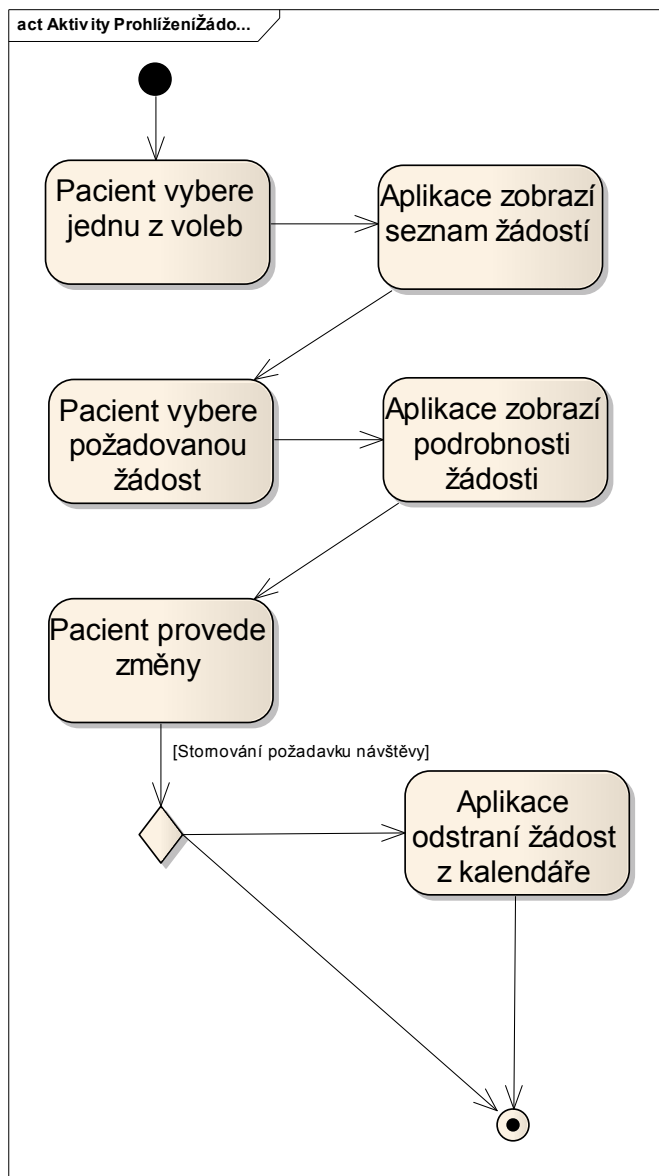 act Aktivity ProhlíženíŽádo...
Pacient vybere
jednu z voleb
Aplikace zobrazí
seznam žádostí
Pacient vybere
požadovanou
žádost
Aplikace zobrazí
podrobnosti
žádosti
Pacient provede
změny
[Stornování požadavku návštěvy]
Aplikace
odstraní žádost
z kalendáře